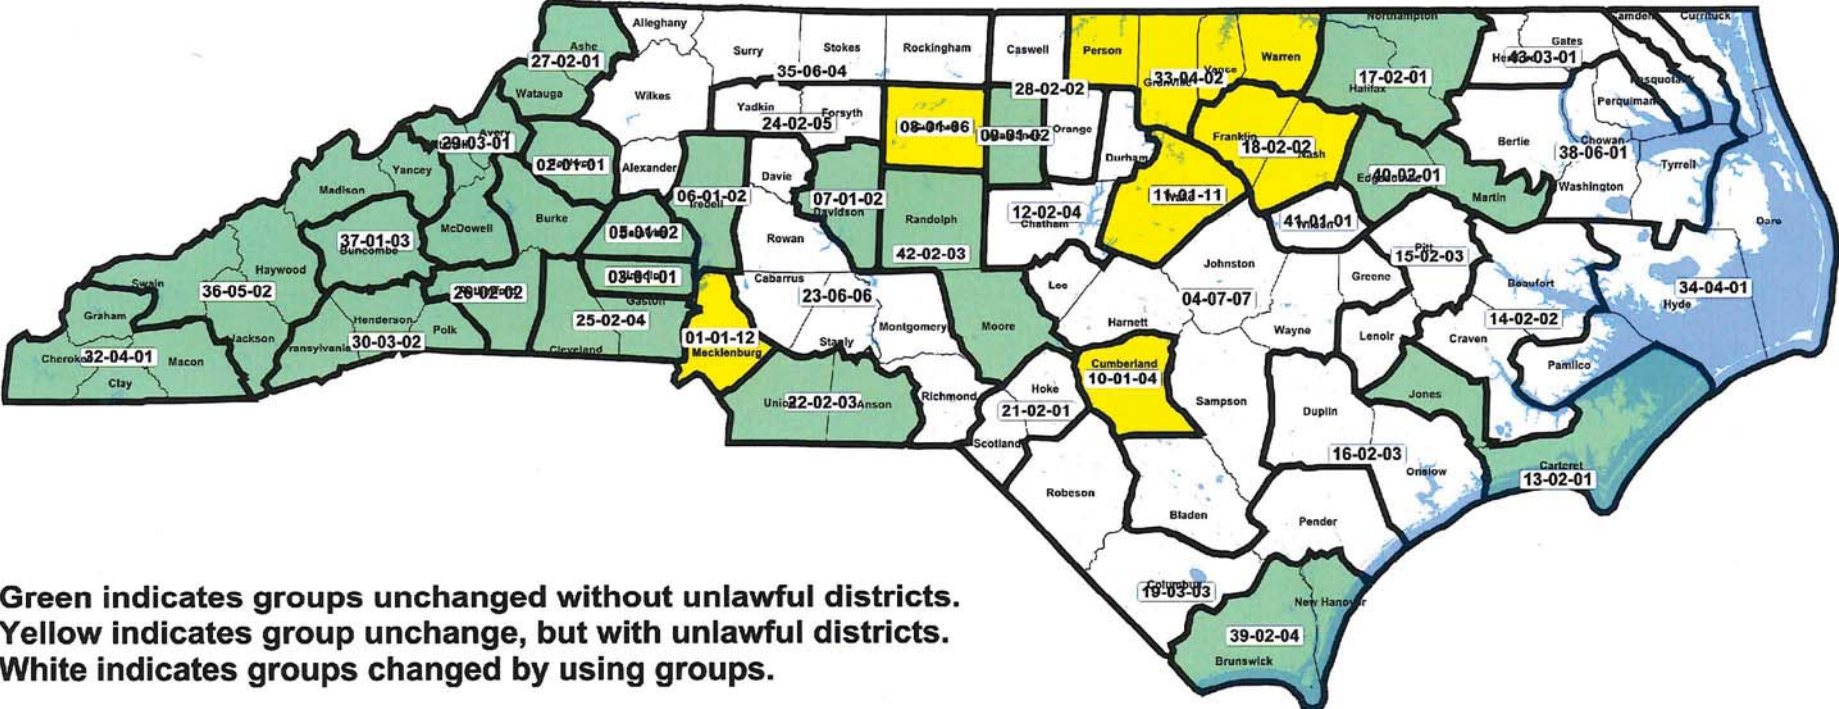 Alleghany
Surry
Stokes
Rockingham
Caswell
Person
Granville
Vance
Warren
33-04-02
Northampton
17-02-01
Halifax
Gates
43-03-01
Camden
Currituck
Pasquotank
Perquimans
Ashe
27-02-01
35-06-04
28-02-02
Watauga
Wilkes
Yadkin
Forsyth
24-02-05
08-01-06
09-01-02
Orange
Durham
Franklin
18-02-02
Nash
Bertie
Chowan
38-06-01
Tyrrell
Washington
Avery
29-03-01
02-01-01
Alexander
Davie
Yancey
Madison
06-01-02
Iredell
07-01-02
Davidson
Randolph
12-02-04
Chatham
11-01-11
41-01-01
Wilson
40-02-01
Martin
Dare
McDowell
Burke
05-01-02
Rowan
42-02-03
Pitt
15-02-03
37-01-03
Buncombe
Haywood
Swain
36-05-02
03-01-01
Gaston
Cabarrus
23-06-06
Lee
Johnston
04-07-07
Greene
Beaufort
34-04-01
Hyde
26-02-02
25-02-04
Cleveland
Graham
Henderson
Polk
30-03-02
Transylvania
Jackson
Montgomery
Stanly
Moore
Harnett
Wayne
Lenoir
Craven
14-02-02
Pamlico
Cherokee
32-04-01
Macon
Clay
01-01-12
Mecklenburg
Cumberland
10-01-04
Union
22-02-03
Anson
Richmond
Hoke
21-02-01
Sampson
Duplin
Jones
Scotland
16-02-03
Onslow
Carteret
13-02-01
Robeson
Bladen
Pender
Columbus
19-03-03
New Hanover
39-02-04
Brunswick
Green indicates groups unchanged without unlawful districts.
Yellow indicates group unchange, but with unlawful districts.
White indicates groups changed by using groups.